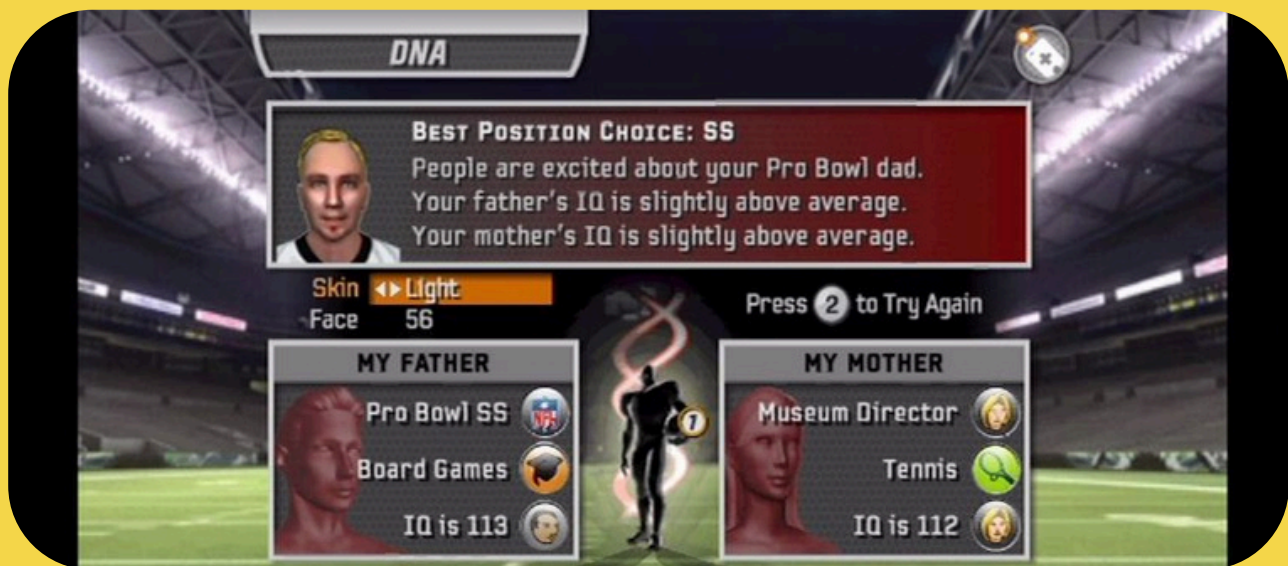 DNA
BEST POSITION CHOICE: SS
People are excited about your Pro Bowl dad.
Your father's IQ is slightly above average.
Your mother's IQ is slightly above average.
Skin Light
Face 56
Press 2 to Try Again
MY FATHER
Pro Bowl SS
NFL
Board Games
IQ is 113
1
MY MOTHER
Museum Director
Tennis
IQ is 112